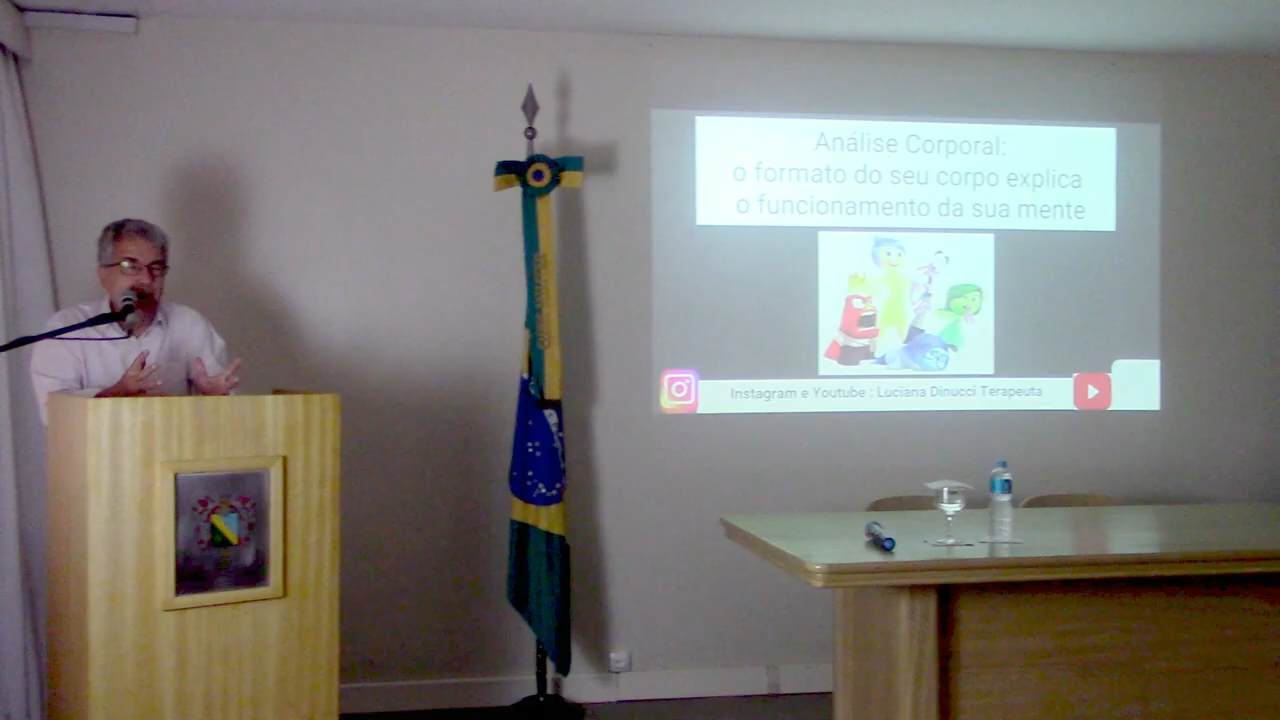 Análise Corporal:
o formato do seu corpo explica
o funcionamento da sua mente
Instagram e Youtube : Luciana Dinucci Terapeuta